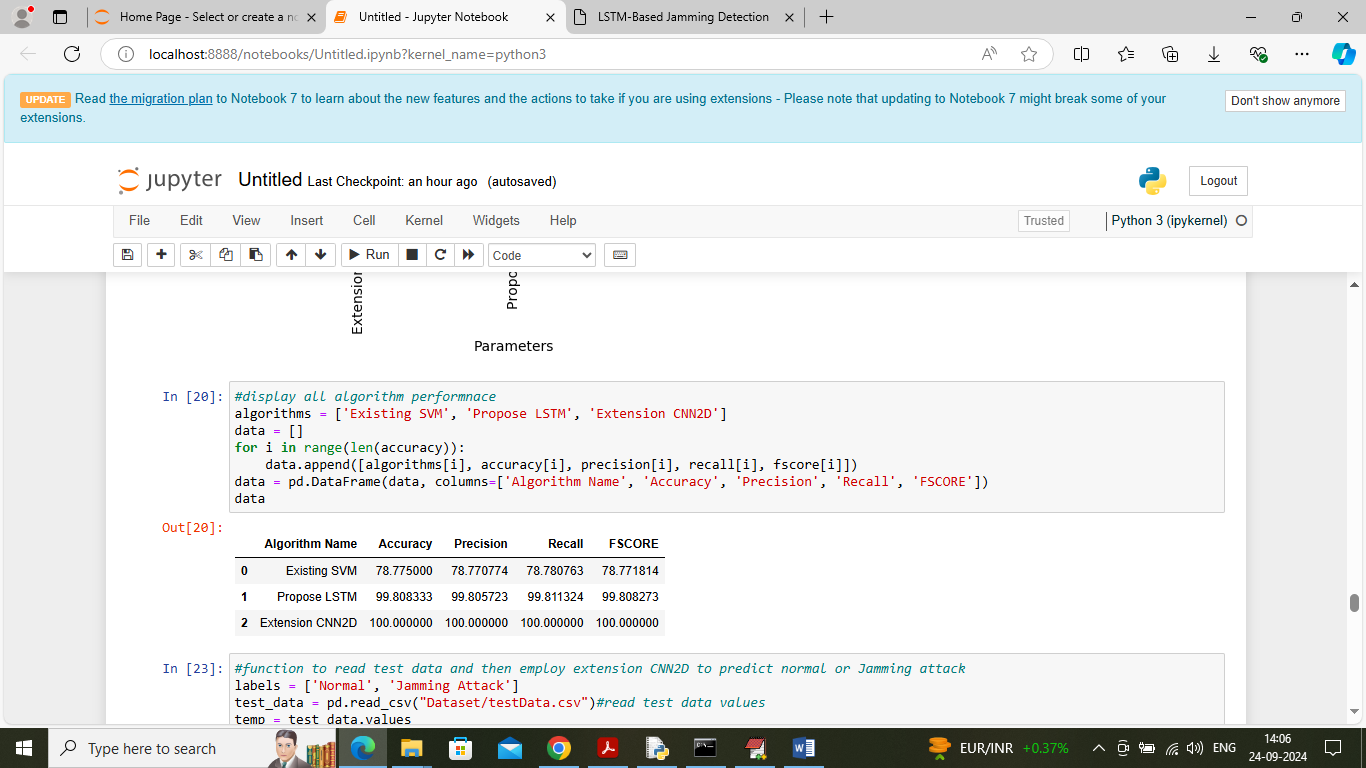 Home Page - Select or create a no
Untitled - Jupyter Notebook
LSTM-Based Jamming Detection
localhost:8888/notebooks/Untitled.ipynb?kernel_name=python3
UPDATE Read the migration plan to Notebook 7 to learn about the new features and the actions to take if you are using extensions - Please note that updating to Notebook 7 might break some of your
extensions.
Don't show anymore
jupyter Untitled Last Checkpoint: an hour ago (autosaved)
Logout
File Edit View Insert Cell Kernel Widgets Help
Trusted
Python 3 (ipykernel)
Run
Code
Extension
Propo
Parameters
In [20]:
#display all algorithm performnace
algorithms = ['Existing SVM', 'Propose LSTM', 'Extension CNN2D']
data = []
for i in range(len(accuracy)):
    data.append([algorithms[i], accuracy[i], precision[i], recall[i], fscore[i]])
data = pd.DataFrame(data, columns=['Algorithm Name', 'Accuracy', 'Precision', 'Recall', 'FSCORE'])
data
Out[20]:
Algorithm Name Accuracy Precision Recall FSCORE
0 Existing SVM 78.775000 78.770774 78.780763 78.771814
1 Propose LSTM 99.808333 99.805723 99.811324 99.808273
2 Extension CNN2D 100.000000 100.000000 100.000000 100.000000
In [23]:
#function to read test data and then employ extension CNN2D to predict normal or Jamming attack
labels = ['Normal', 'Jamming Attack']
test_data = pd.read_csv("Dataset/testData.csv")#read test data values
temp = test_data.values
Type here to search
EUR/INR +0.37%
ENG
14:06
24-09-2024